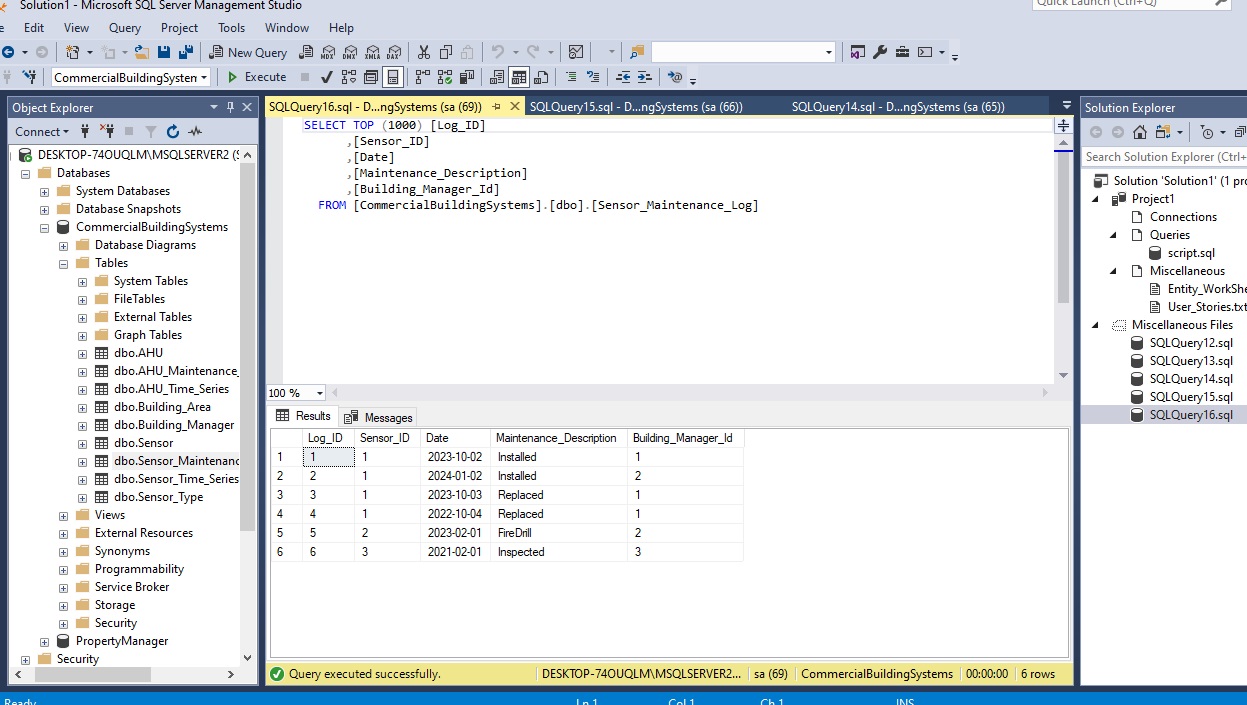 Solution1 - Microsoft SQL Server Management Studio
Quick Launch (Ctrl+Q)
Edit View Query Project Tools Window Help
New Query MDX DMX XMLA DAX
CommercialBuildingSystem Execute
Object Explorer
Connect
DESKTOP-74OUQLM\MSQLSERVER2 (S
Databases
System Databases
Database Snapshots
CommercialBuildingSystems
Database Diagrams
Tables
System Tables
FileTables
External Tables
Graph Tables
dbo.AHU
dbo.AHU_Maintenance_
dbo.AHU_Time_Series
dbo.Building_Area
dbo.Building_Manager
dbo.Sensor
dbo.Sensor_Maintenanc
dbo.Sensor_Time_Series
dbo.Sensor_Type
Views
External Resources
Synonyms
Programmability
Service Broker
Storage
Security
PropertyManager
Security
SQLQuery16.sql - D...ngSystems (sa (69)) SQLQuery15.sql - D...ngSystems (sa (66)) SQLQuery14.sql - D...ngSystems (sa (65))
SELECT TOP (1000) [Log_ID]
,[Sensor_ID]
,[Date]
,[Maintenance_Description]
,[Building_Manager_Id]
FROM [CommercialBuildingSystems].[dbo].[Sensor_Maintenance_Log]
100 %
Results Messages
Log_ID Sensor_ID Date Maintenance_Description Building_Manager_Id
1 1 1 2023-10-02 Installed 1
2 2 1 2024-01-02 Installed 2
3 3 1 2023-10-03 Replaced 1
4 4 1 2022-10-04 Replaced 1
5 5 2 2023-02-01 FireDrill 2
6 6 3 2021-02-01 Inspected 3
Query executed successfully. DESKTOP-74OUQLM\MSQLSERVER2... sa (69) CommercialBuildingSystems 00:00:00 6 rows
Solution Explorer
Search Solution Explorer (Ctrl+
Solution 'Solution1' (1 pro
Project1
Connections
Queries
script.sql
Miscellaneous
Entity_WorkShe
User_Stories.txt
Miscellaneous Files
SQLQuery12.sql
SQLQuery13.sql
SQLQuery14.sql
SQLQuery15.sql
SQLQuery16.sql
Ready Ln 1 Col 1 Ch 1 INS